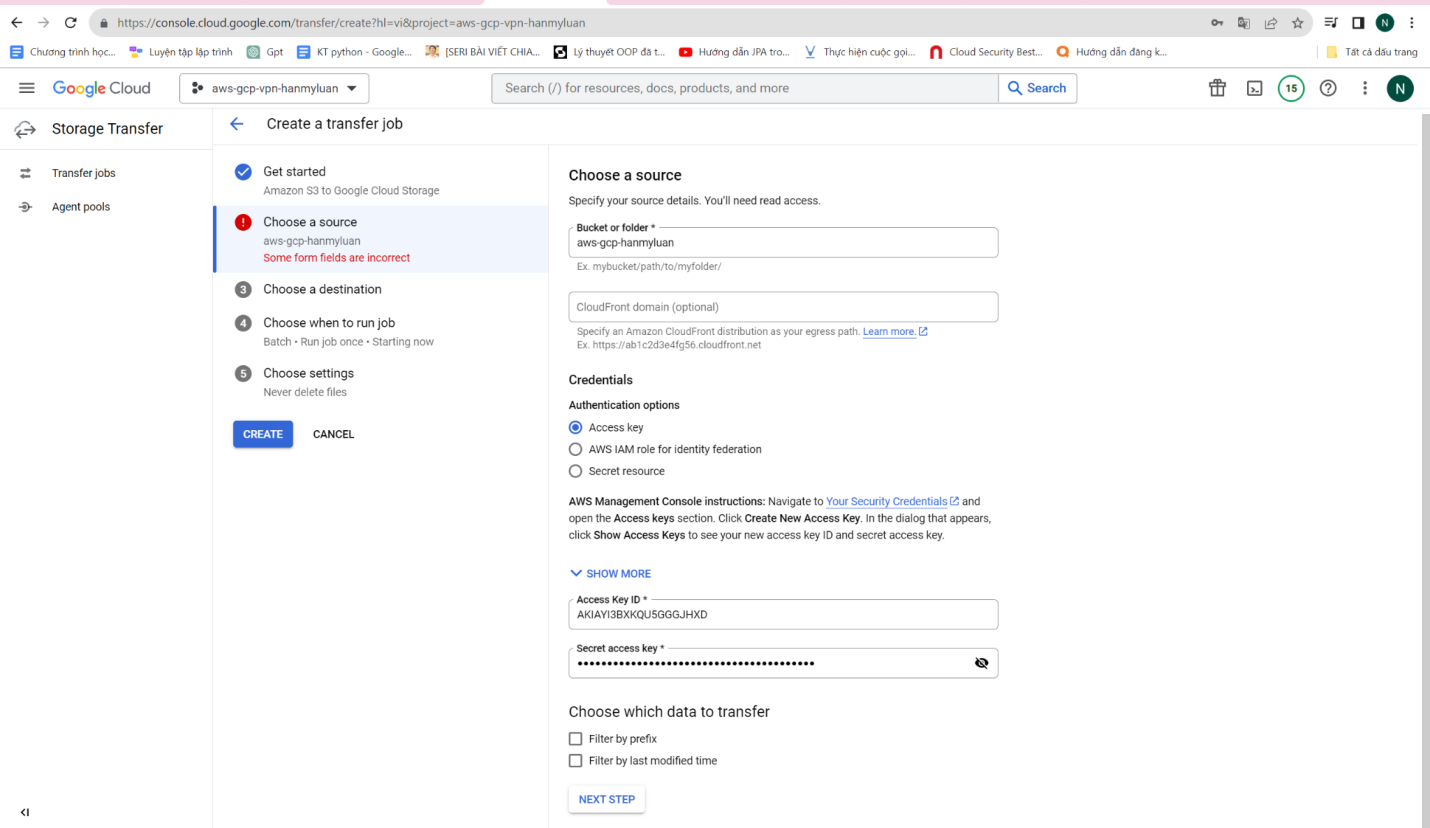 https://console.cloud.google.com/transfer/create?hl=vi&project=aws-gcp-vpn-hanmyluan
N
Chương trình học...
Luyện tập lập trình
Gpt
KT python - Google...
[SERI BÀI VIẾT CHIA...
Lý thuyết OOP đã t...
Hướng dẫn JPA tro...
Thực hiện cuộc gọi...
Cloud Security Best...
Hướng dẫn đăng k...
Tất cả dấu trang
Google Cloud
aws-gcp-vpn-hanmyluan
Search (/) for resources, docs, products, and more
Search
15
N
Storage Transfer
Transfer jobs
Agent pools
Create a transfer job
Get started
Amazon S3 to Google Cloud Storage
Choose a source
aws-gcp-hanmyluan
Some form fields are incorrect
3 Choose a destination
4 Choose when to run job
Batch • Run job once • Starting now
5 Choose settings
Never delete files
CREATE
CANCEL
Choose a source
Specify your source details. You'll need read access.
Bucket or folder *
aws-gcp-hanmyluan
Ex. mybucket/path/to/myfolder/
CloudFront domain (optional)
Specify an Amazon CloudFront distribution as your egress path. Learn more.
Ex. https://ab1c2d3e4fg56.cloudfront.net
Credentials
Authentication options
Access key
AWS IAM role for identity federation
Secret resource
AWS Management Console instructions: Navigate to Your Security Credentials and
open the Access keys section. Click Create New Access Key. In the dialog that appears,
click Show Access Keys to see your new access key ID and secret access key.
SHOW MORE
Access Key ID *
AKIAYI3BXKQU5GGGJHXD
Secret access key *
Choose which data to transfer
Filter by prefix
Filter by last modified time
NEXT STEP